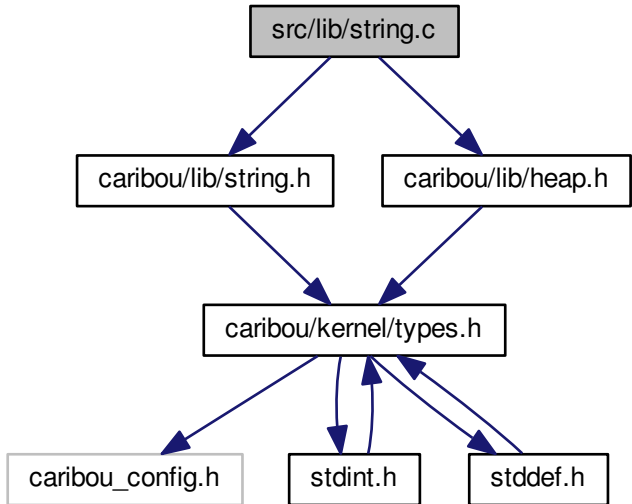 src/lib/string.c
caribou/lib/string.h
caribou/lib/heap.h
caribou/kernel/types.h
caribou_config.h
stdint.h
stddef.h